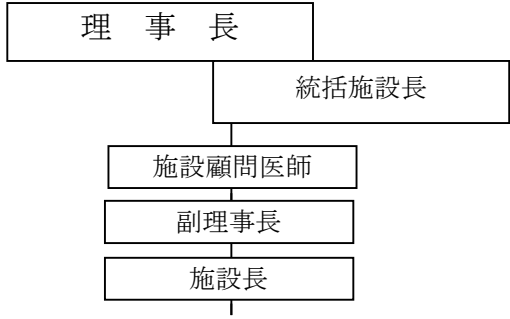 理　事　長
統括施設長
施設顧問医師
副理事長
施設長